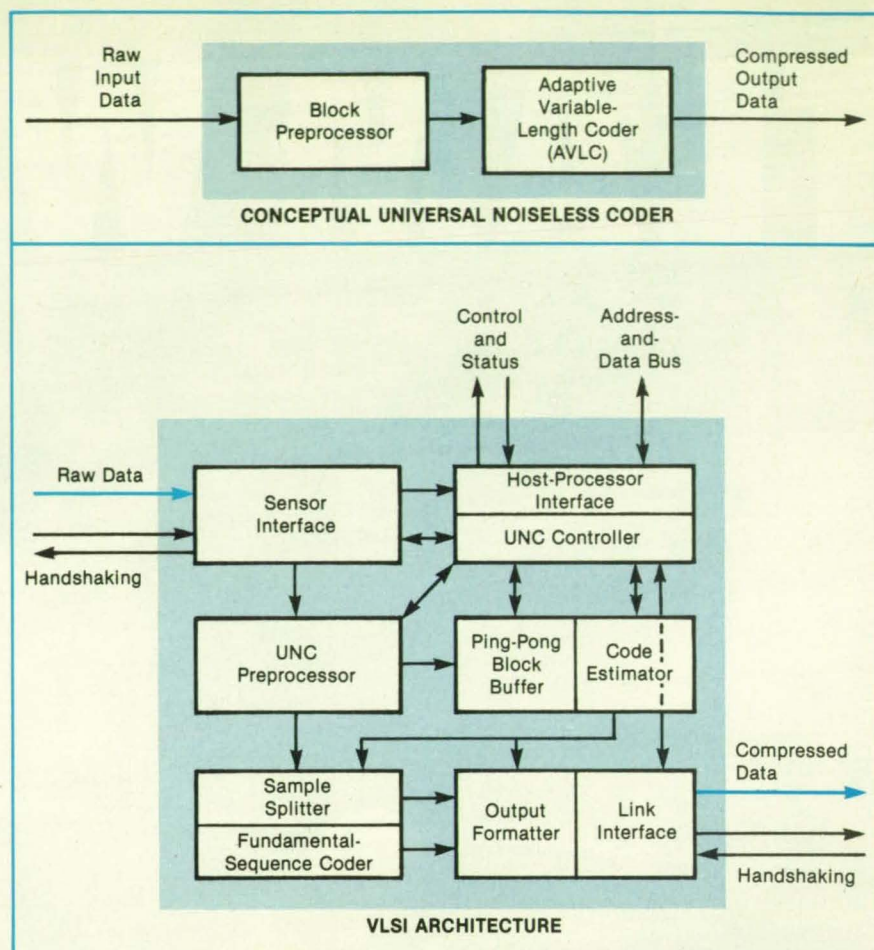 Raw
Input
Data
Block
Preprocessor
Adaptive
Variable-
Length Coder
(AVLC)
Compressed
Output
Data
CONCEPTUAL UNIVERSAL NOISELESS CODER
Control
and
Status
Address-
and-
Data Bus
Raw Data
Handshaking
Sensor
Interface
Host-Processor
Interface
UNC Controller
UNC
Preprocessor
Ping-Pong
Block
Buffer
Code
Estimator
Sample
Splitter
Fundamental-
Sequence Coder
Output
Formatter
Link
Interface
Compressed
Data
Handshaking
VLSI ARCHITECTURE